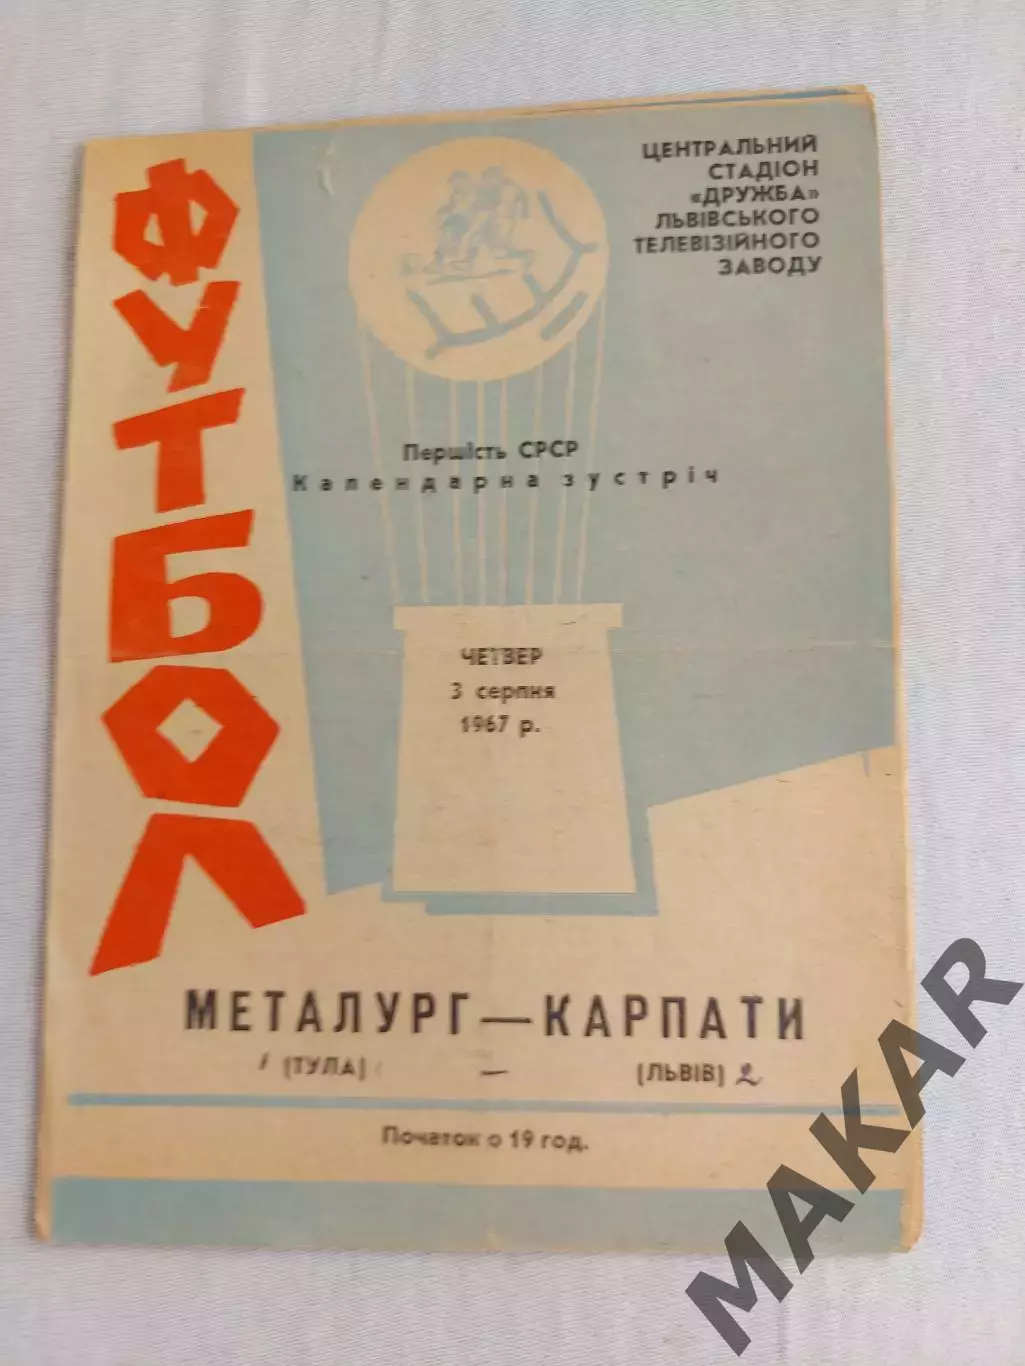 ФУТБОЛ
ЦЕНТРАЛЬНИЙ
СТАДІОН
«ДРУЖБА»
ЛЬВІВСЬКОГО
ТЕЛЕВІЗІЙНОГО
ЗАВОДУ
Першість СРСР
Календарна зустріч
ЧЕТВЕР
3 серпня
1967 р.
МЕТАЛУРГ — КАРПАТИ
1 (ТУЛА) — (ЛЬВІВ) 2
Початок о 19 год.
MAKAR